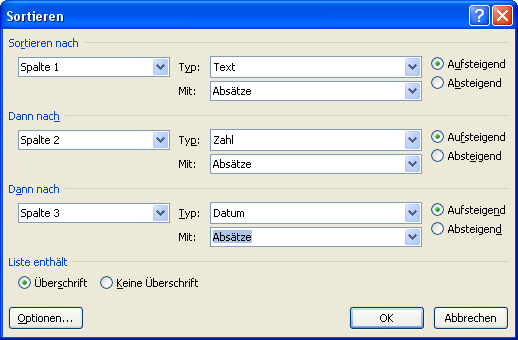 Sortieren
Sortieren nach
Spalte 1 Typ: Text Aufsteigend
Mit: Absätze Absteigend
Dann nach
Spalte 2 Typ: Zahl Aufsteigend
Mit: Absätze Absteigend
Dann nach
Spalte 3 Typ: Datum Aufsteigend
Mit: Absätze Absteigend
Liste enthält
Überschrift Keine Überschrift
Optionen... OK Abbrechen